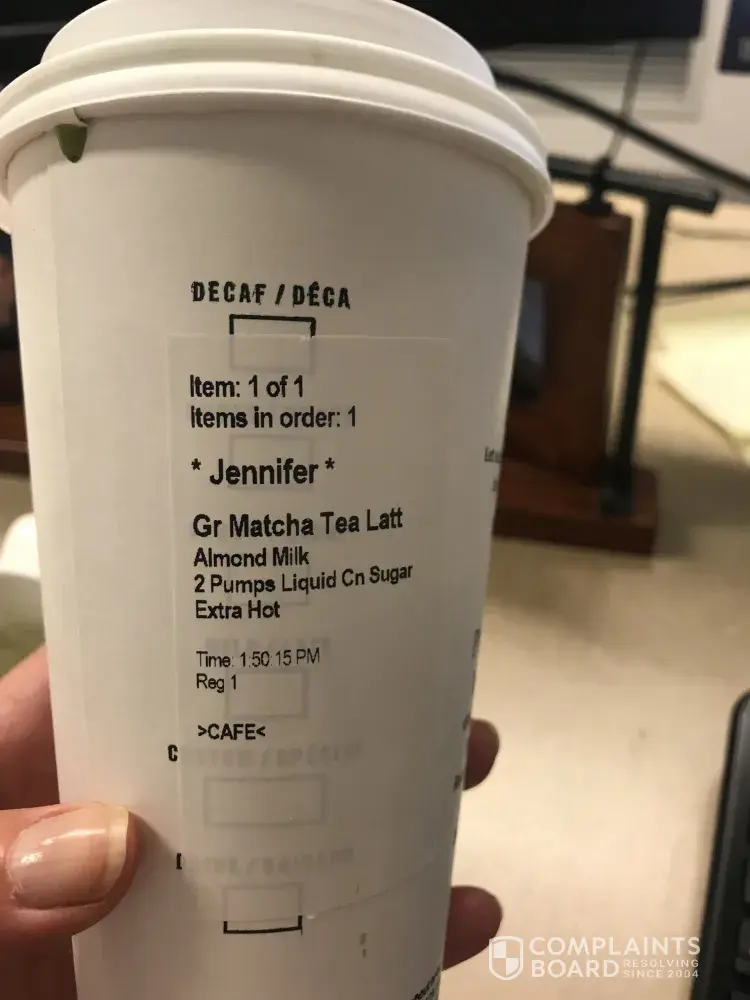 DECAF / DÉCA
Item: 1 of 1
Items in order: 1
* Jennifer *
Gr Matcha Tea Latt
Almond Milk
2 Pumps Liquid Cn Sugar
Extra Hot
Time: 1:50:15 PM
Reg 1
>CAFE<
COMPLAINTS
BOARD RESOLVING
SINCE 2004